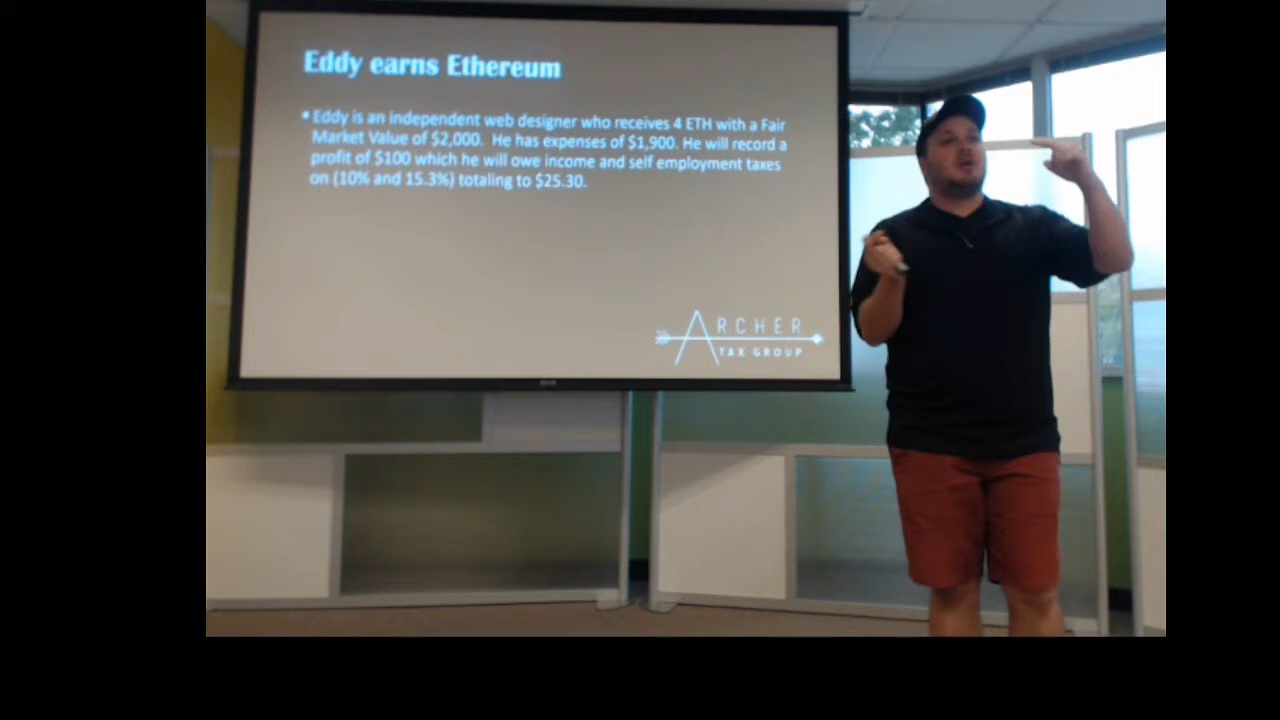 Eddy earns Ethereum
• Eddy is an independent web designer who receives 4 ETH with a Fair
Market Value of $2,000.  He has expenses of $1,900. He will record a
profit of $100 which he will owe income and self employment taxes
on (10% and 15.3%) totaling to $25.30.
ARCHER
TAX GROUP